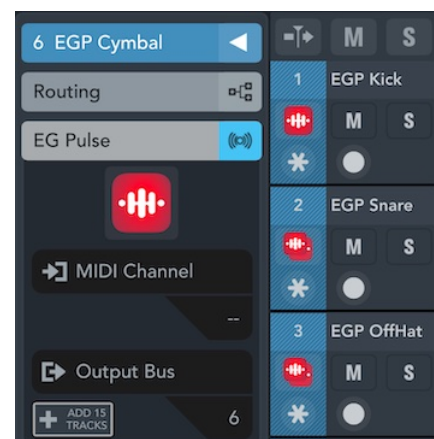 6 EGP Cymbal
M S
Routing
EG Pulse
MIDI Channel
--
Output Bus
ADD 15
TRACKS
6
1 EGP Kick
M S
2 EGP Snare
M S
3 EGP OffHat
M S